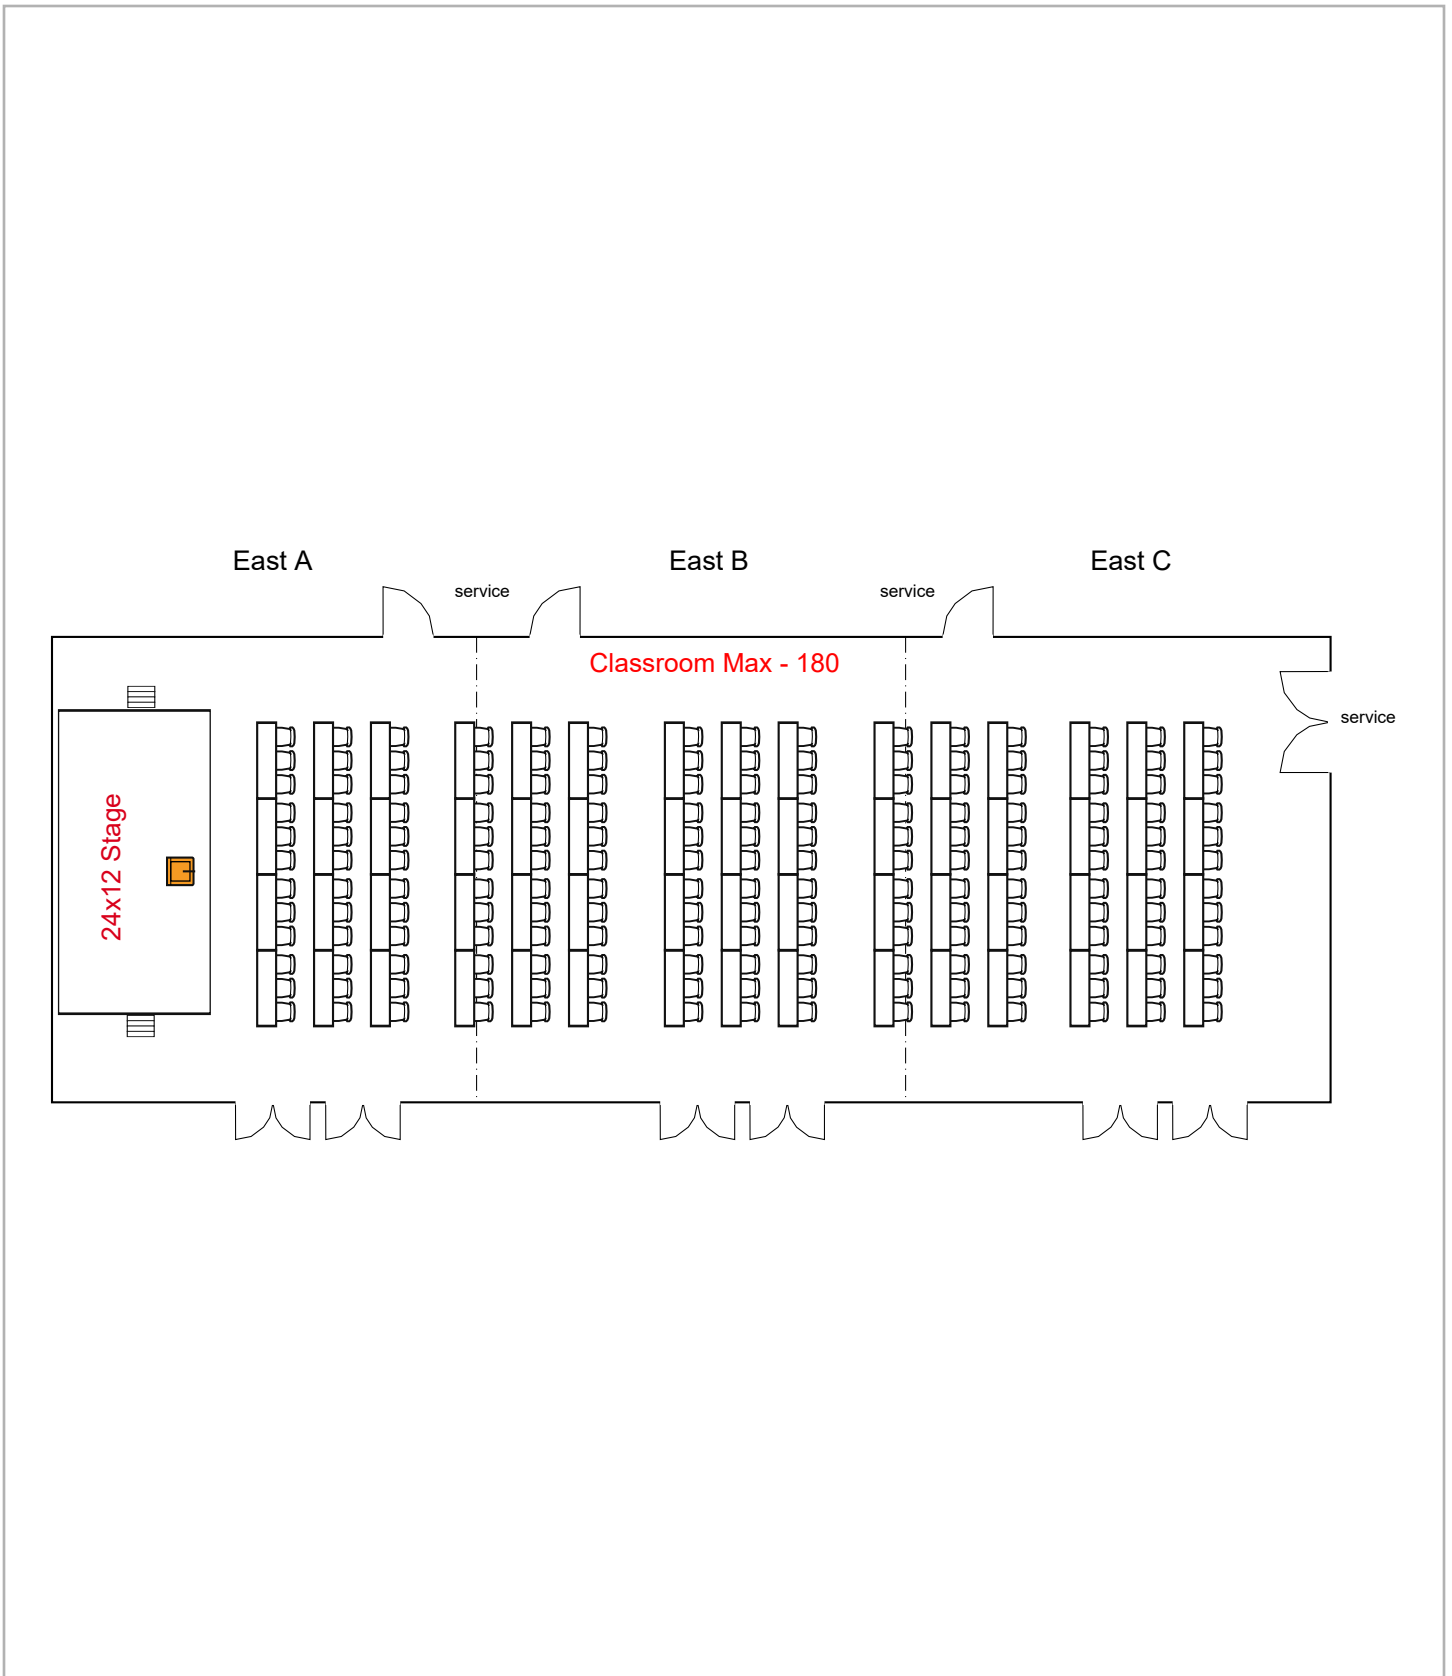 East A
East B
East C
service
service
Classroom Max - 180
service
24x12 Stage